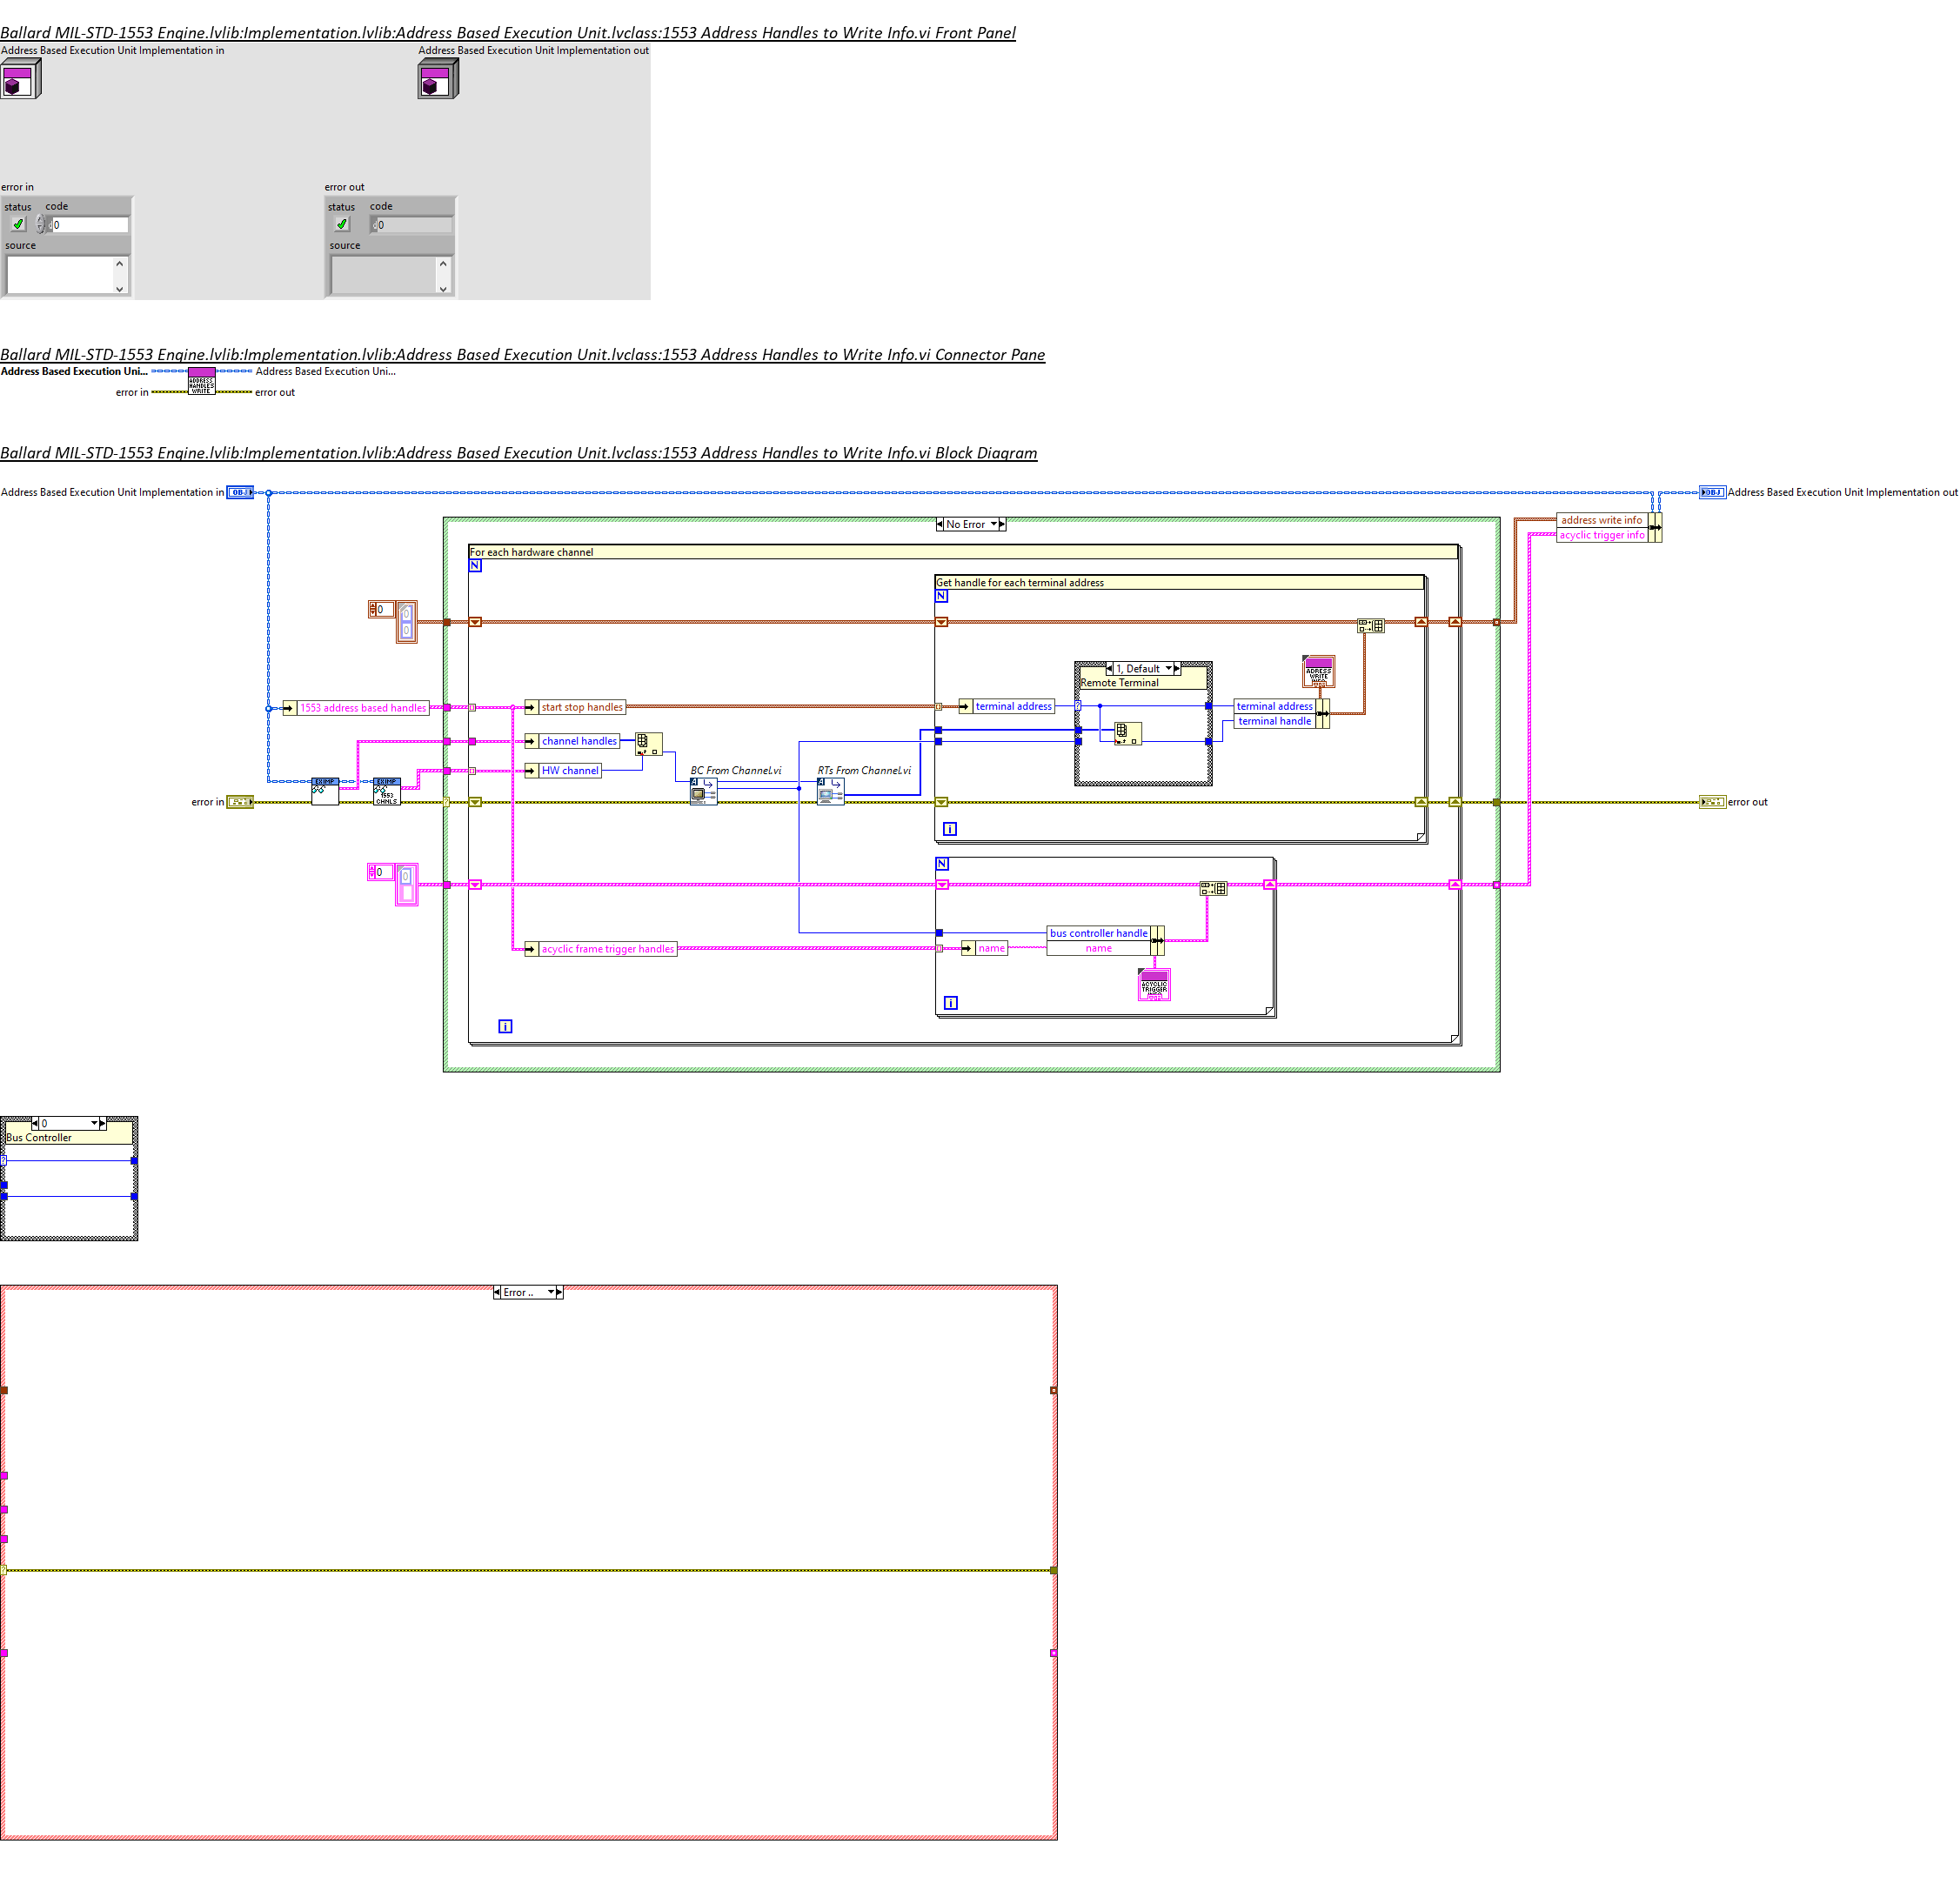 Ballard MIL-STD-1553 Engine.lvlib:Implementation.lvlib:Address Based Execution Unit.lvclass:1553 Address Handles to Write Info.vi Front Panel
Address Based Execution Unit Implementation in
Address Based Execution Unit Implementation out
error in
error out
status code
0
source
status code
0
source
Ballard MIL-STD-1553 Engine.lvlib:Implementation.lvlib:Address Based Execution Unit.lvclass:1553 Address Handles to Write Info.vi Connector Pane
Address Based Execution Uni...
ADDRESS
HANDLES
WRITE
Address Based Execution Uni...
error in
error out
Ballard MIL-STD-1553 Engine.lvlib:Implementation.lvlib:Address Based Execution Unit.lvclass:1553 Address Handles to Write Info.vi Block Diagram
Address Based Execution Unit Implementation in
OBJ
OBJ
Address Based Execution Unit Implementation out
No Error
address write info
acyclic trigger info
For each hardware channel
N
Get handle for each terminal address
N
0
1, Default
Remote Terminal
ADRESS
WRITE
INFO
1553 address based handles
start stop handles
terminal address
terminal address
terminal handle
channel handles
HW channel
BC From Channel.vi
RTs From Channel.vi
EXIMP
EXIMP
1553
CHNLS
error in
error out
i
N
0
bus controller handle
acyclic frame trigger handles
name
name
ACYCLIC
TRIGGER
INFO
i
i
0
Bus Controller
Error ..